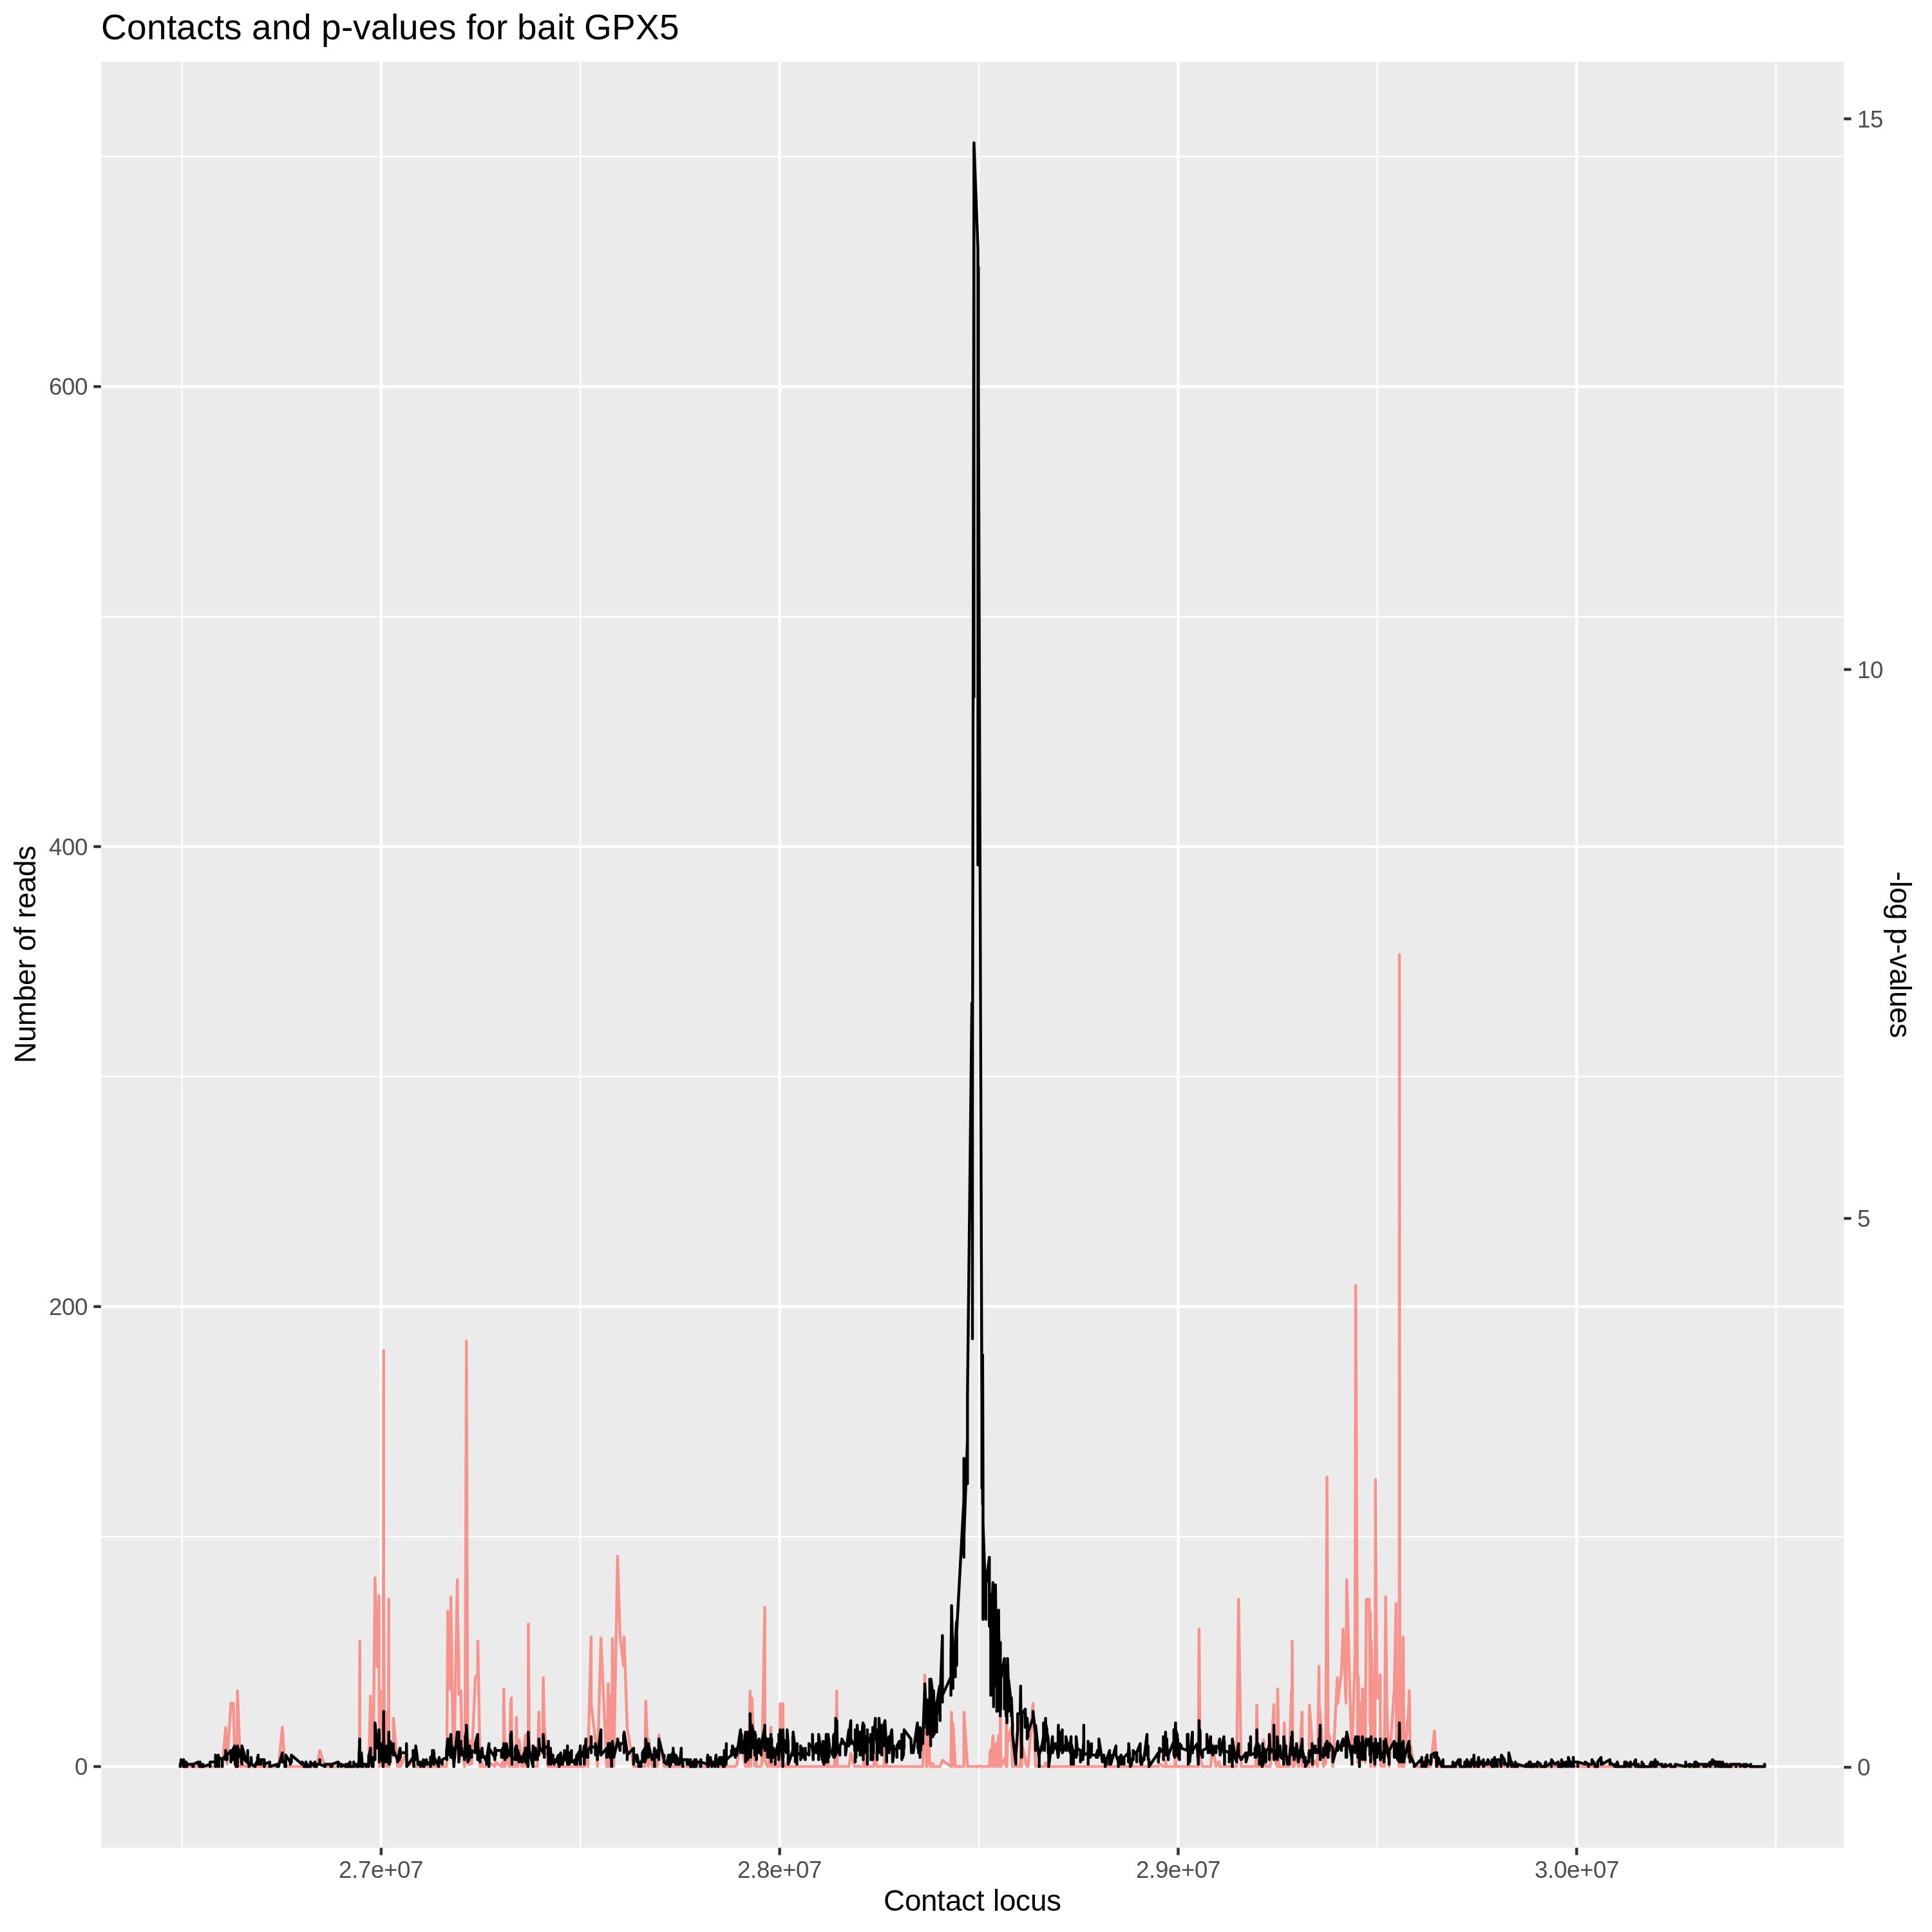 Contacts and p-values for bait GPX5
Number of reads
600
400
200
0
15
10
5
0
-log p-values
2.7e+07
2.8e+07
2.9e+07
3.0e+07
Contact locus